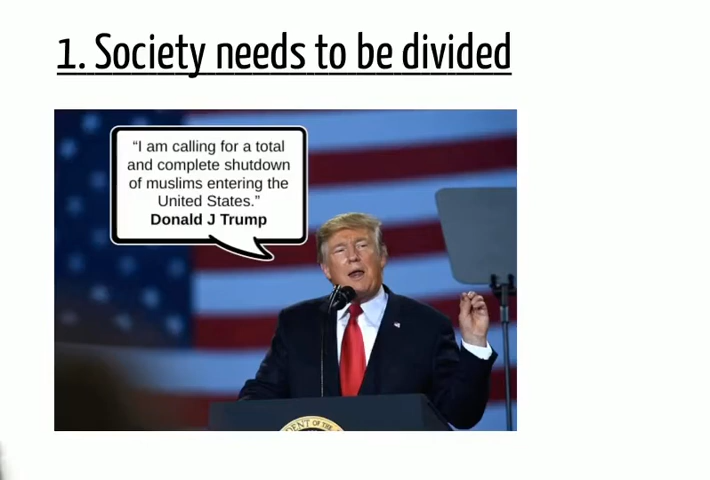 1. Society needs to be divided
“I am calling for a total
and complete shutdown
of muslims entering the
United States.”
Donald J Trump